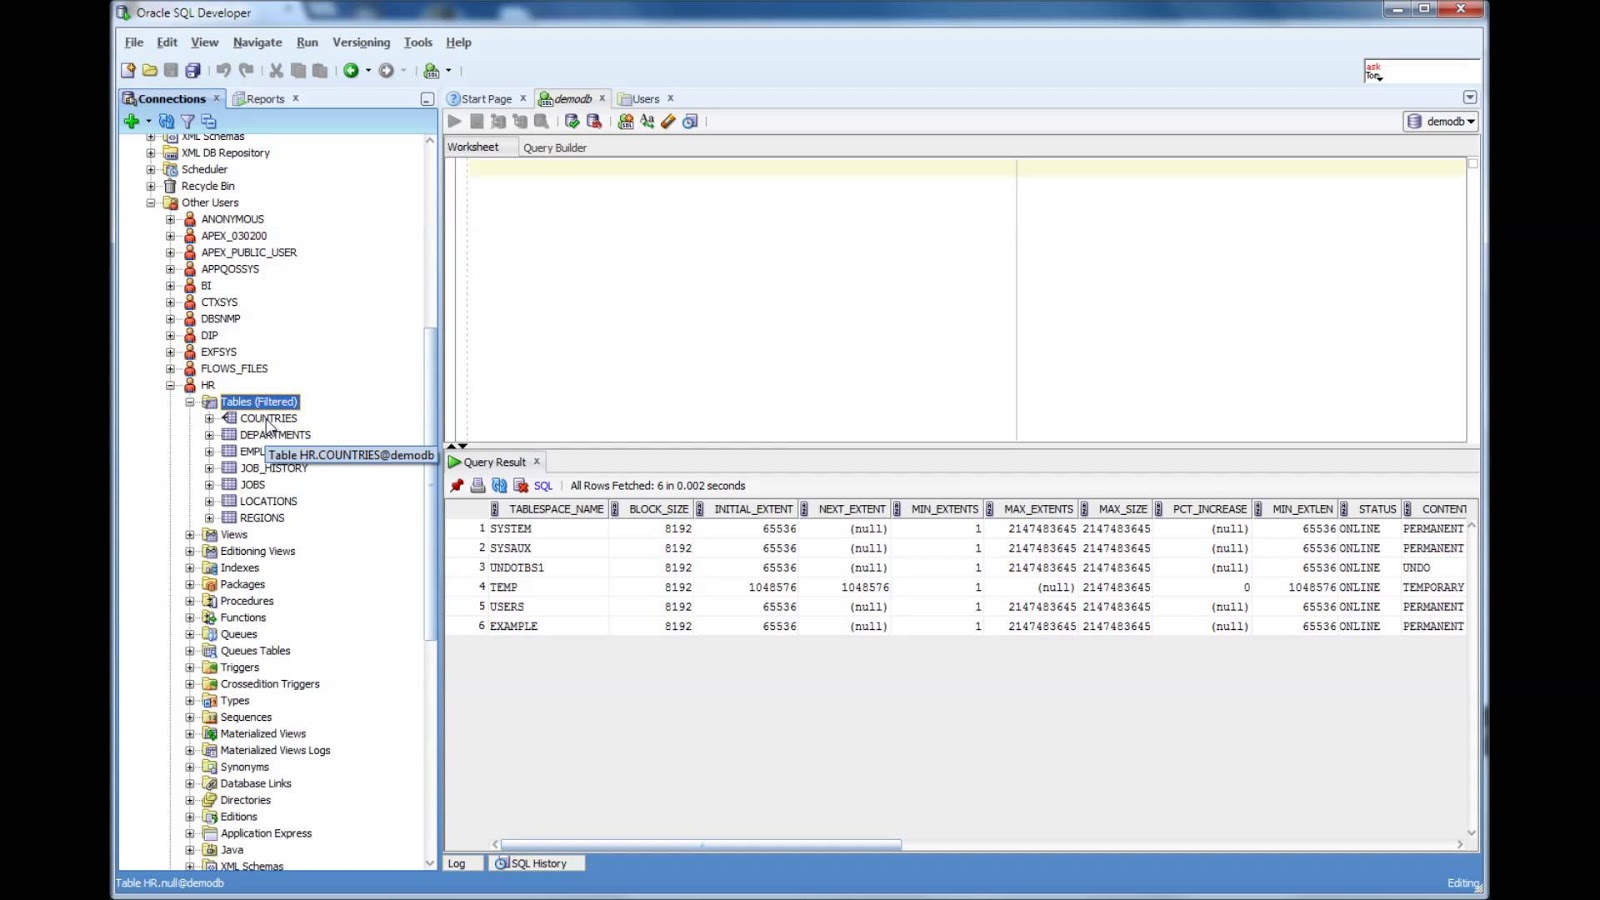 Oracle SQL Developer
File Edit View Navigate Run Versioning Tools Help
ask
Connections Reports
Start Page demodb Users
demodb
Worksheet Query Builder
XML Schemas
XML DB Repository
Scheduler
Recycle Bin
Other Users
ANONYMOUS
APEX_030200
APEX_PUBLIC_USER
APPQOSSYS
BI
CTXSYS
DBSNMP
DIP
EXFSYS
FLOWS_FILES
HR
Tables (Filtered)
COUNTRIES
DEPARTMENTS
EMPL
Table HR.COUNTRIES@demodb
JOB_HISTORY
JOBS
LOCATIONS
REGIONS
Views
Editioning Views
Indexes
Packages
Procedures
Functions
Queues
Queues Tables
Triggers
Crossedition Triggers
Types
Sequences
Materialized Views
Materialized Views Logs
Synonyms
Database Links
Directories
Editions
Application Express
Java
XML Schemas
Query Result
SQL All Rows Fetched: 6 in 0.002 seconds
TABLESPACE_NAME BLOCK_SIZE INITIAL_EXTENT NEXT_EXTENT MIN_EXTENTS MAX_EXTENTS MAX_SIZE PCT_INCREASE MIN_EXTLEN STATUS CONTENT
1 SYSTEM 8192 65536 (null) 1 2147483645 2147483645 (null) 65536 ONLINE PERMANENT
2 SYSAUX 8192 65536 (null) 1 2147483645 2147483645 (null) 65536 ONLINE PERMANENT
3 UNDOTBS1 8192 65536 (null) 1 2147483645 2147483645 (null) 65536 ONLINE UNDO
4 TEMP 8192 1048576 1048576 1 (null) 2147483645 0 1048576 ONLINE TEMPORARY
5 USERS 8192 65536 (null) 1 2147483645 2147483645 (null) 65536 ONLINE PERMANENT
6 EXAMPLE 8192 65536 (null) 1 2147483645 2147483645 (null) 65536 ONLINE PERMANENT
Log SQL History
Table HR.null@demodb Editing